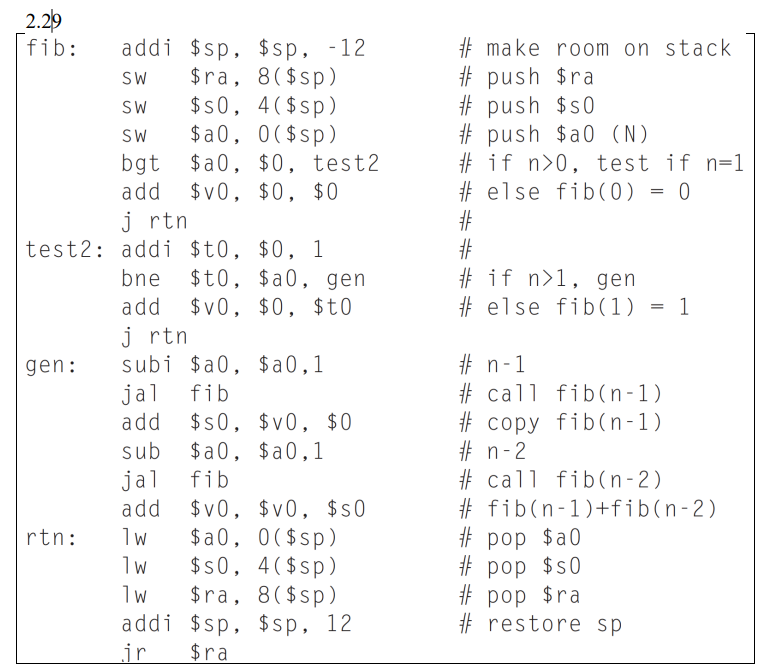 2.29
fib: addi $sp, $sp, -12 # make room on stack
sw $ra, 8($sp) # push $ra
sw $s0, 4($sp) # push $s0
sw $a0, 0($sp) # push $a0 (N)
bgt $a0, $0, test2 # if n>0, test if n=1
add $v0, $0, $0 # else fib(0) = 0
j rtn #
test2: addi $t0, $0, 1 #
bne $t0, $a0, gen # if n>1, gen
add $v0, $0, $t0 # else fib(1) = 1
j rtn
gen: subi $a0, $a0,1 # n-1
jal fib # call fib(n-1)
add $s0, $v0, $0 # copy fib(n-1)
sub $a0, $a0,1 # n-2
jal fib # call fib(n-2)
add $v0, $v0, $s0 # fib(n-1)+fib(n-2)
rtn: lw $a0, 0($sp) # pop $a0
lw $s0, 4($sp) # pop $s0
lw $ra, 8($sp) # pop $ra
addi $sp, $sp, 12 # restore sp
jr $ra